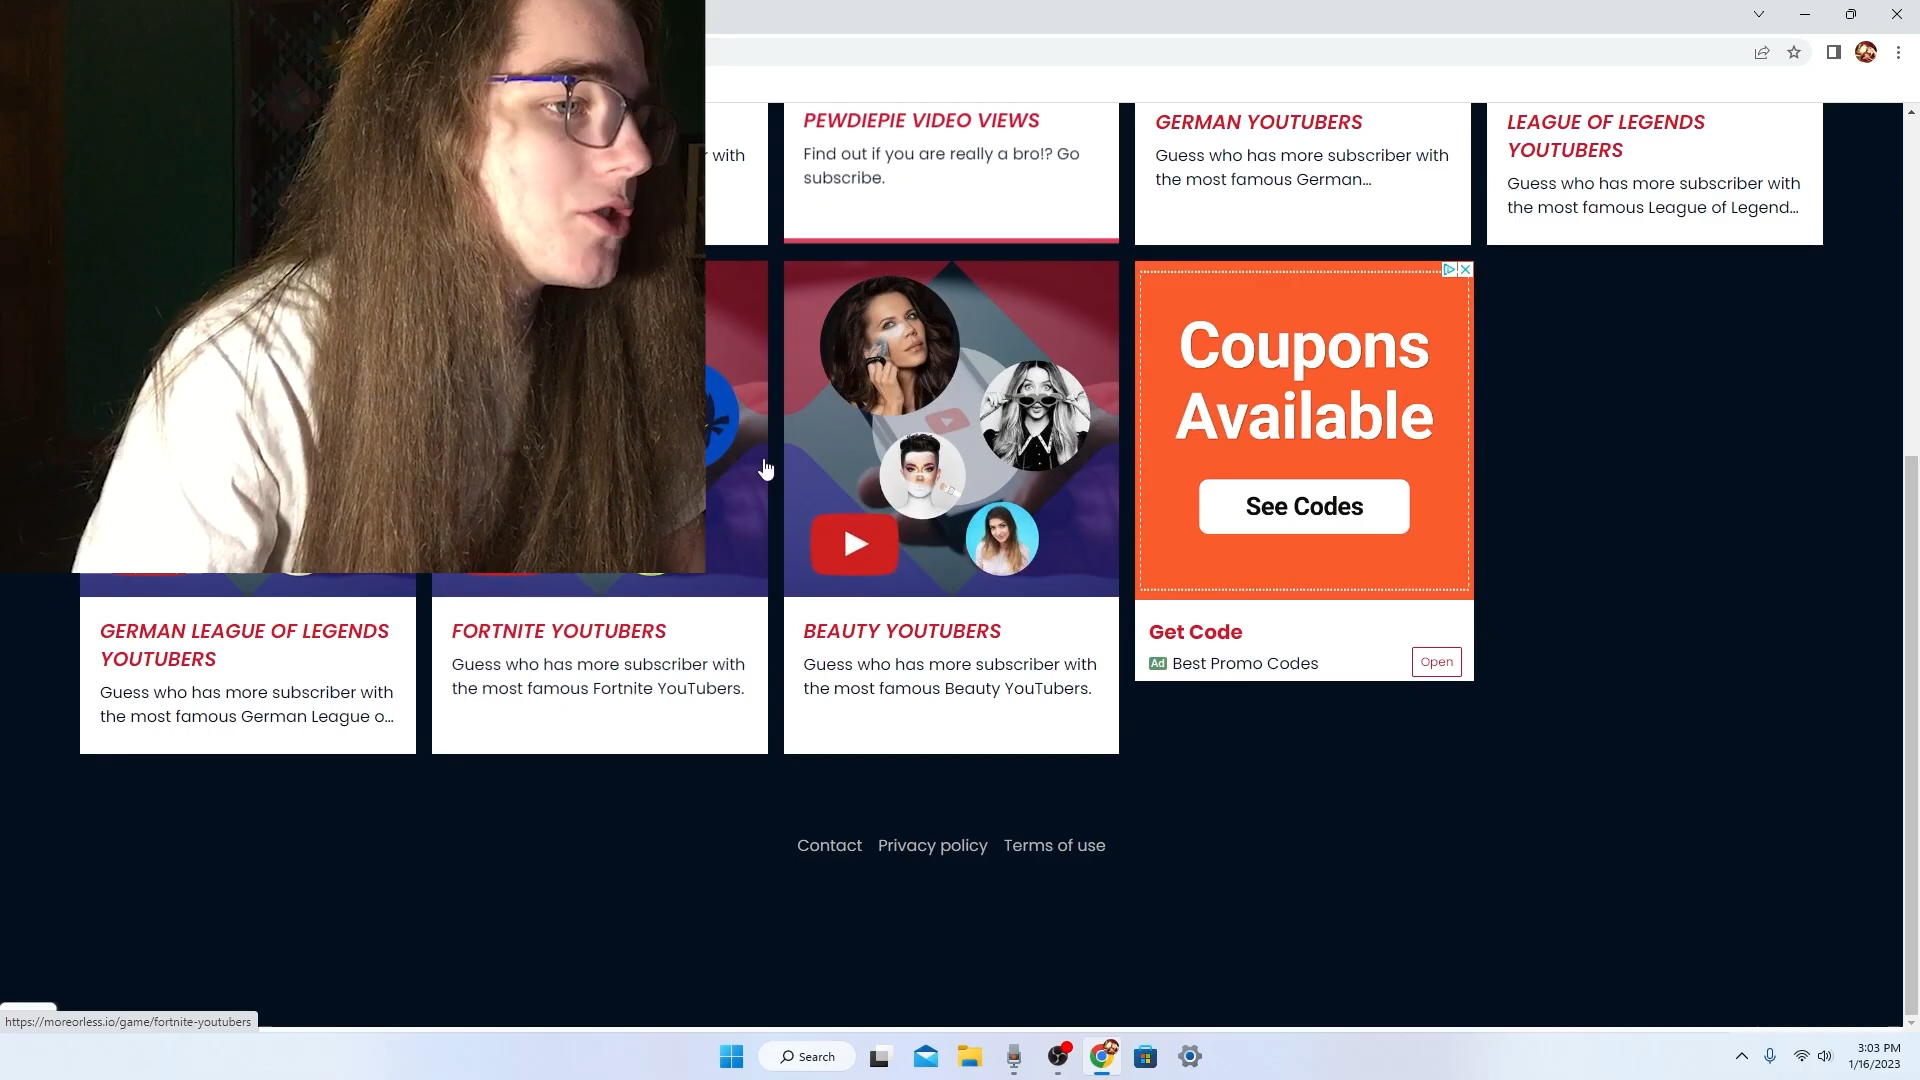 r with
PEWDIEPIE VIDEO VIEWS
Find out if you are really a bro!? Go
subscribe.
GERMAN YOUTUBERS
Guess who has more subscriber with
the most famous German...
LEAGUE OF LEGENDS
YOUTUBERS
Guess who has more subscriber with
the most famous League of Legend...
Coupons
Available
See Codes
GERMAN LEAGUE OF LEGENDS
YOUTUBERS
Guess who has more subscriber with
the most famous German League o...
FORTNITE YOUTUBERS
Guess who has more subscriber with
the most famous Fortnite YouTubers.
BEAUTY YOUTUBERS
Guess who has more subscriber with
the most famous Beauty YouTubers.
Get Code
Ad Best Promo Codes
Open
Contact Privacy policy Terms of use
https://moreorless.io/game/fortnite-youtubers
Search
3:03 PM
1/16/2023